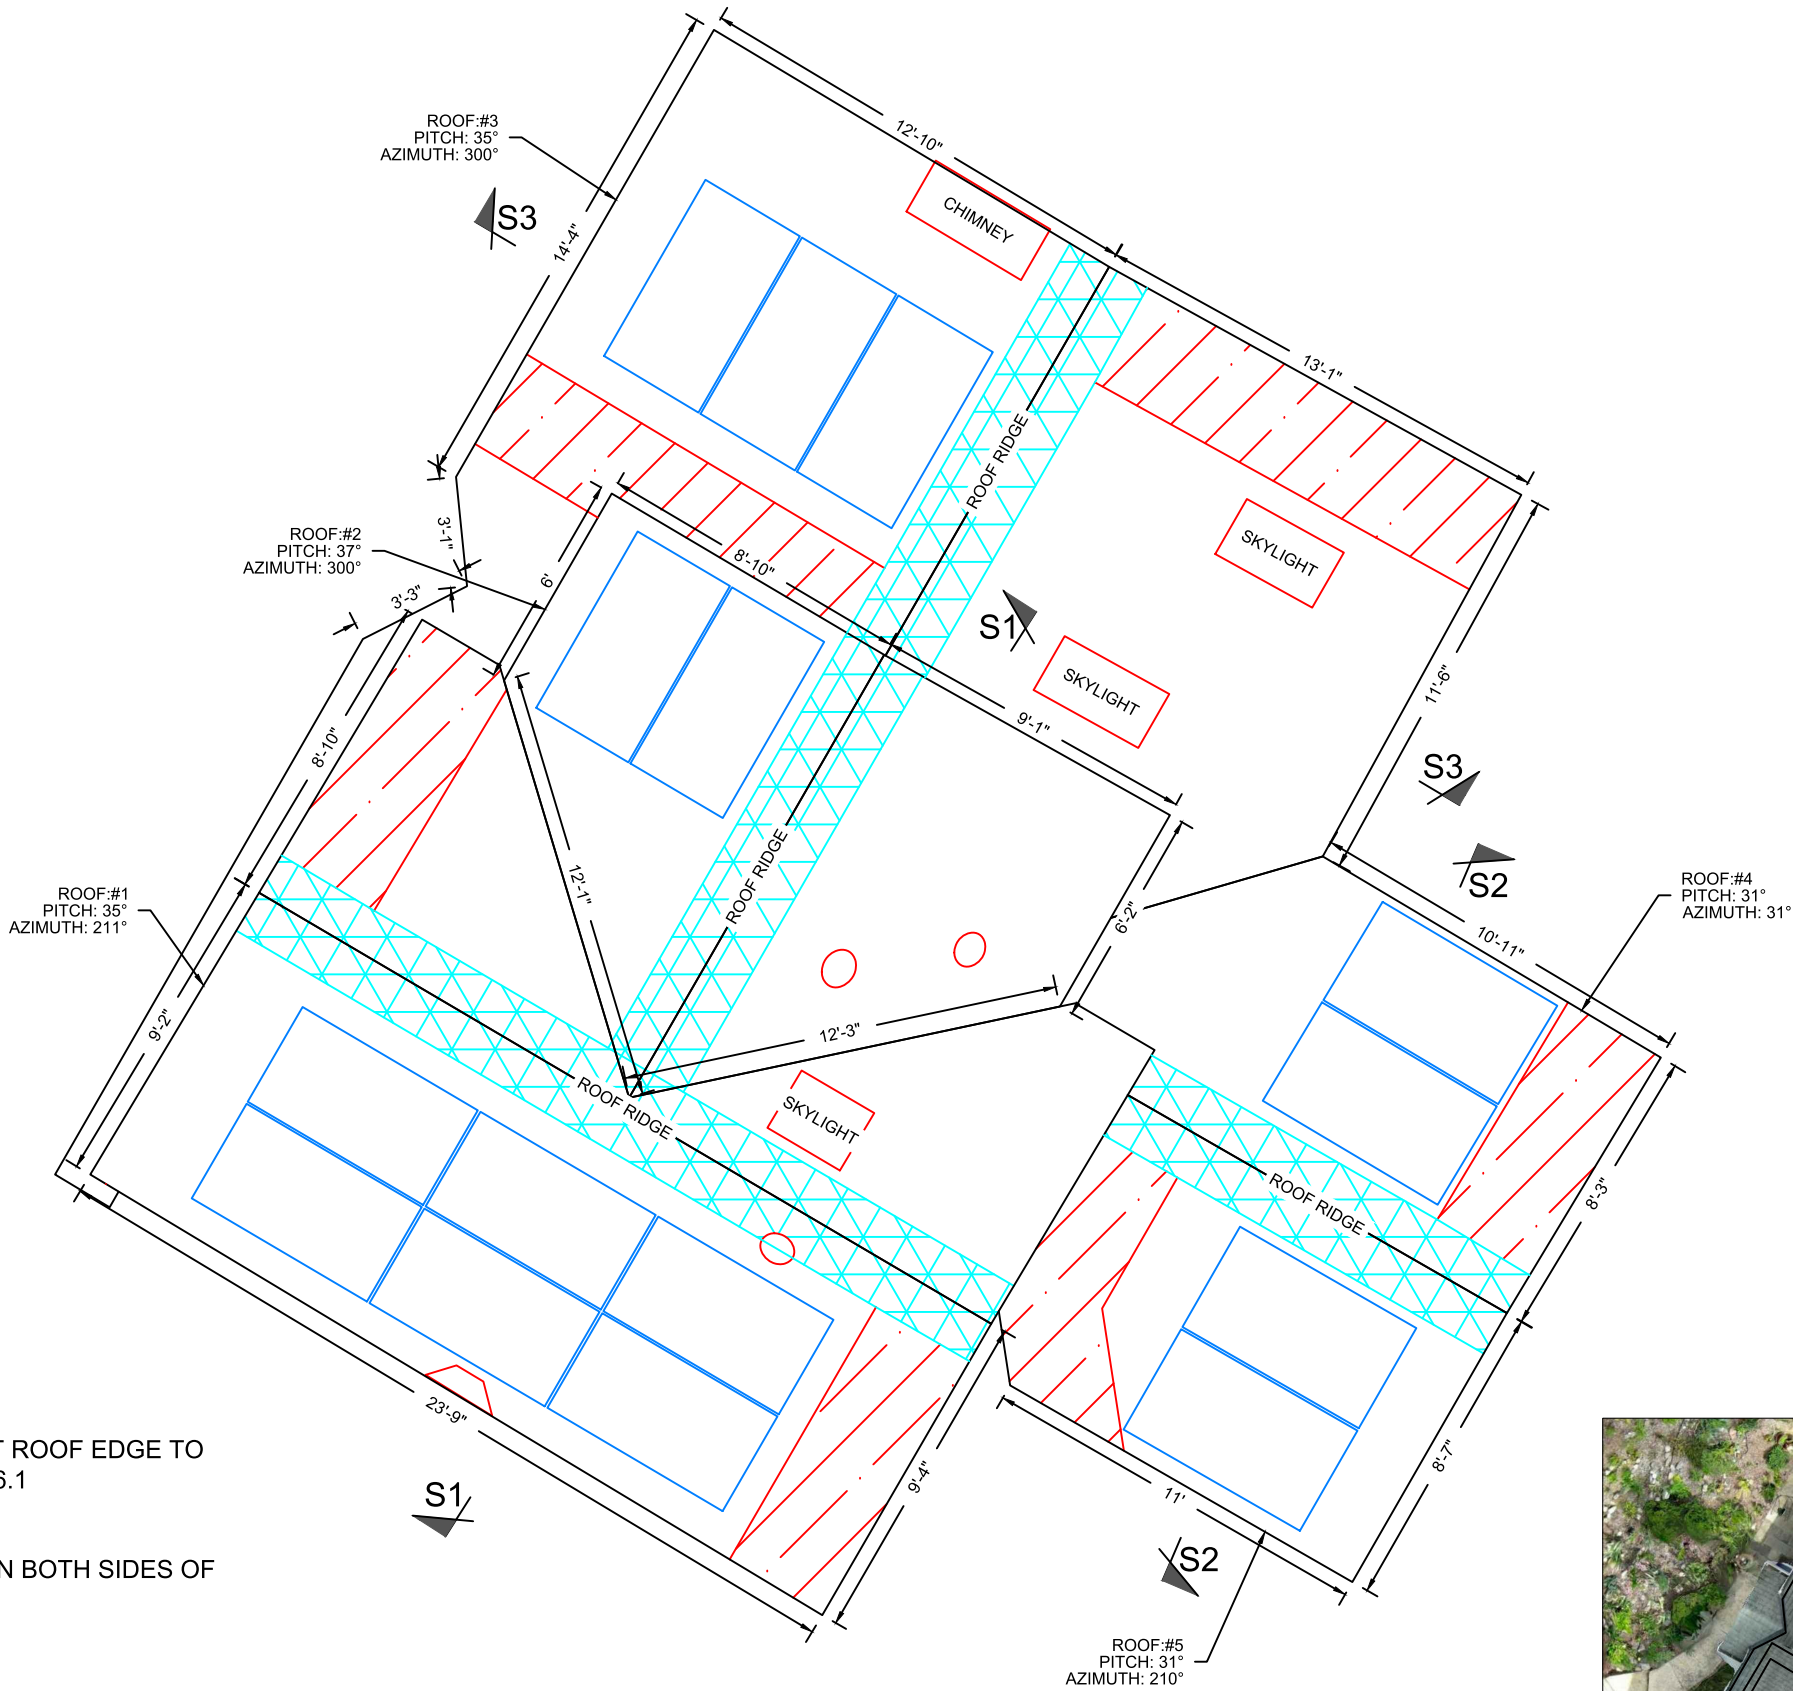 12'-10"
ROOF:#3
PITCH: 35°
AZIMUTH: 300°
CHIMNEY
S3
14'-4"
13'-1"
ROOF RIDGE
3'-1"
ROOF:#2
PITCH: 37°
AZIMUTH: 300°
8'-10"
6'
3'-3"
SKYLIGHT
S1
SKYLIGHT
11'-6"
9'-1"
8'-10"
S3
S2
ROOF:#4
PITCH: 31°
AZIMUTH: 31°
ROOF:#1
PITCH: 35°
AZIMUTH: 211°
12'-1"
ROOF RIDGE
6'-2"
10'-11"
9'-2"
12'-3"
ROOF RIDGE
SKYLIGHT
ROOF RIDGE
8'-3"
23'-9"
T ROOF EDGE TO
6.1
8'-7"
9'-4"
11'
S1
N BOTH SIDES OF
S2
ROOF:#5
PITCH: 31°
AZIMUTH: 210°